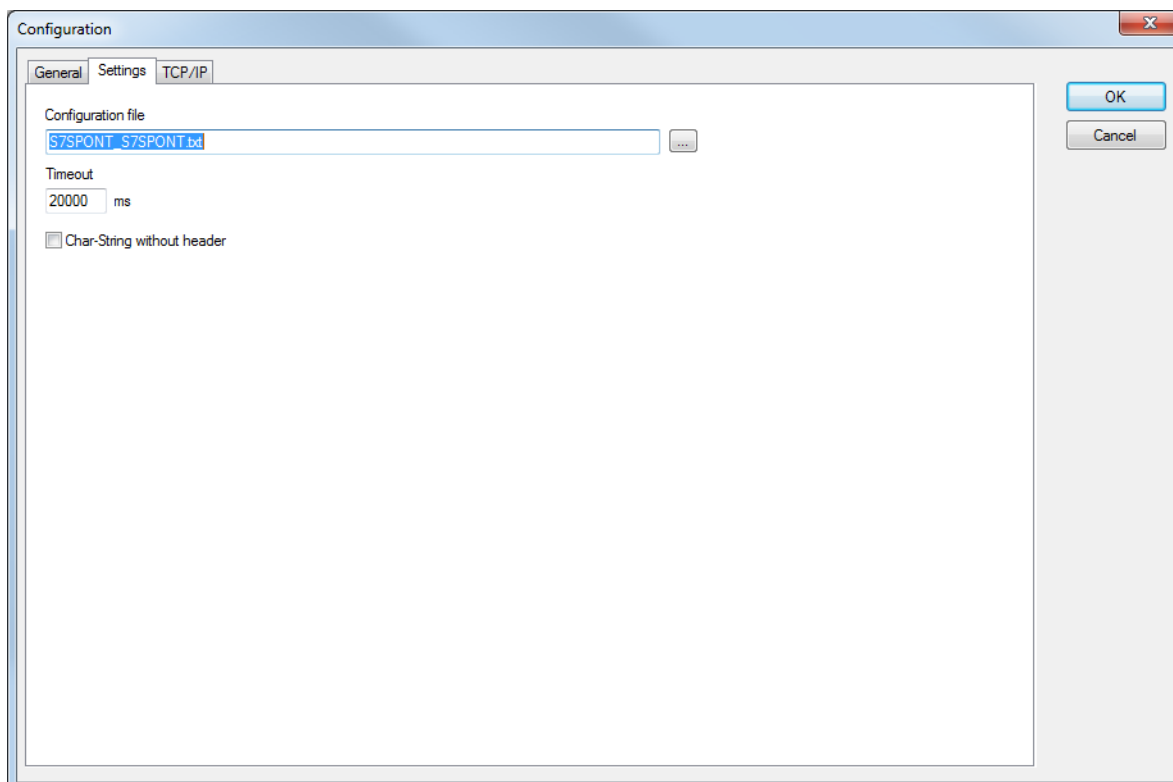 Configuration
General Settings TCP/IP
Configuration file
S7SPONT_S7SPONT.txt ...
OK
Cancel
Timeout
20000 ms
Char-String without header